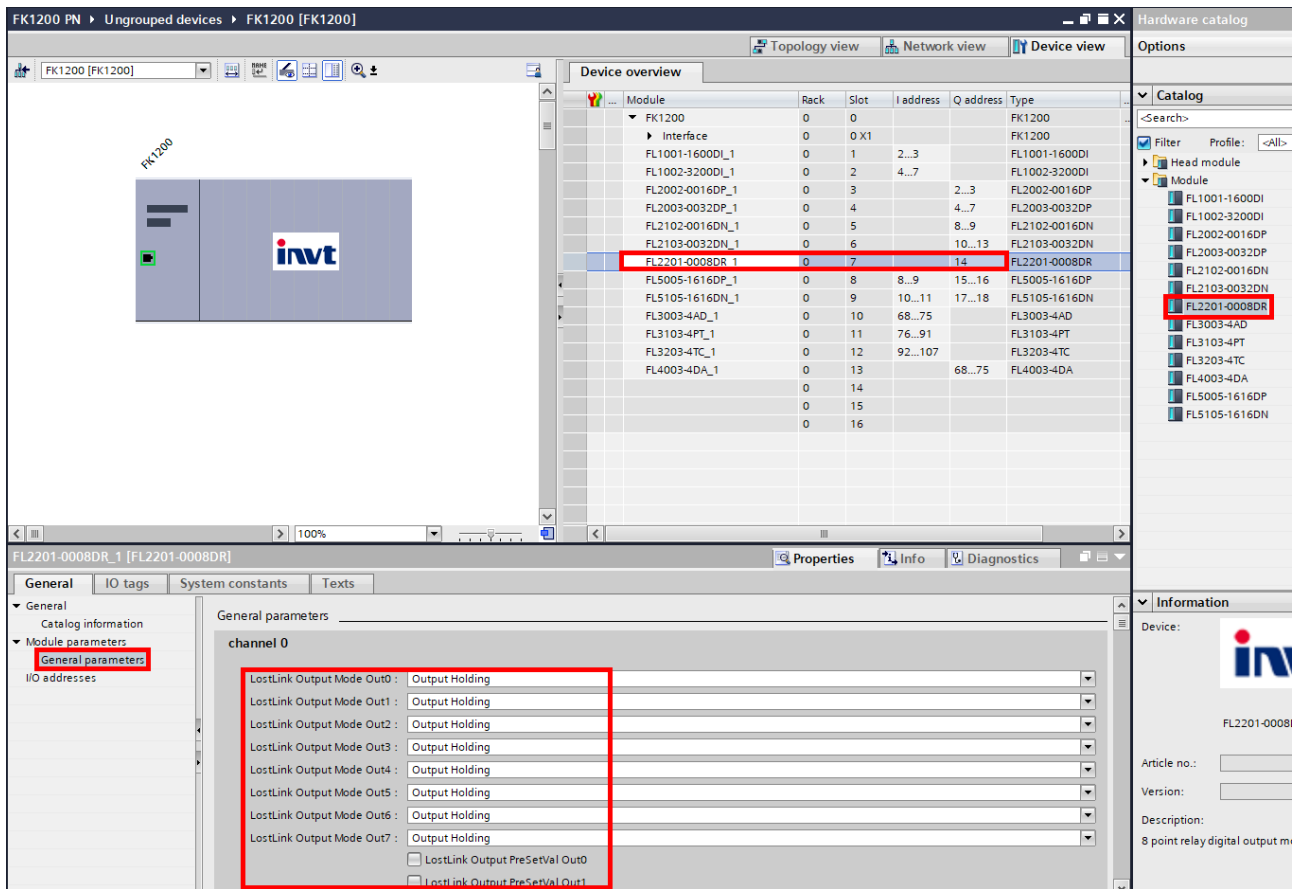 FK1200 PN ▸ Ungrouped devices ▸ FK1200 [FK1200]
Topology view Network view Device view
FK1200 [FK1200]
FK1200
invt
Device overview
... Module Rack Slot I address Q address Type ...
FK1200 0 0 FK1200
Interface 0 0 X1 FK1200
FL1001-1600DI_1 0 1 2...3 FL1001-1600DI
FL1002-3200DI_1 0 2 4...7 FL1002-3200DI
FL2002-0016DP_1 0 3 2...3 FL2002-0016DP
FL2003-0032DP_1 0 4 4...7 FL2003-0032DP
FL2102-0016DN_1 0 5 8...9 FL2102-0016DN
FL2103-0032DN_1 0 6 10...13 FL2103-0032DN
FL2201-0008DR_1 0 7 14 FL2201-0008DR
FL5005-1616DP_1 0 8 8...9 15...16 FL5005-1616DP
FL5105-1616DN_1 0 9 10...11 17...18 FL5105-1616DN
FL3003-4AD_1 0 10 68...75 FL3003-4AD
FL3103-4PT_1 0 11 76...91 FL3103-4PT
FL3203-4TC_1 0 12 92...107 FL3203-4TC
FL4003-4DA_1 0 13 68...75 FL4003-4DA
0 14
0 15
0 16
100%
Hardware catalog
Options
Catalog
<Search>
Filter Profile: <All>
Head module
Module
FL1001-1600DI
FL1002-3200DI
FL2002-0016DP
FL2003-0032DP
FL2102-0016DN
FL2103-0032DN
FL2201-0008DR
FL3003-4AD
FL3103-4PT
FL3203-4TC
FL4003-4DA
FL5005-1616DP
FL5105-1616DN
FL2201-0008DR_1 [FL2201-0008DR]
Properties Info Diagnostics
General IO tags System constants Texts
General
Catalog information
Module parameters
General parameters
I/O addresses
General parameters
channel 0
LostLink Output Mode Out0 : Output Holding
LostLink Output Mode Out1 : Output Holding
LostLink Output Mode Out2 : Output Holding
LostLink Output Mode Out3 : Output Holding
LostLink Output Mode Out4 : Output Holding
LostLink Output Mode Out5 : Output Holding
LostLink Output Mode Out6 : Output Holding
LostLink Output Mode Out7 : Output Holding
LostLink Output PreSetVal Out0
LostLink Output PreSetVal Out1
Information
Device:
FL2201-0008
Article no.:
Version:
Description:
8 point relay digital output